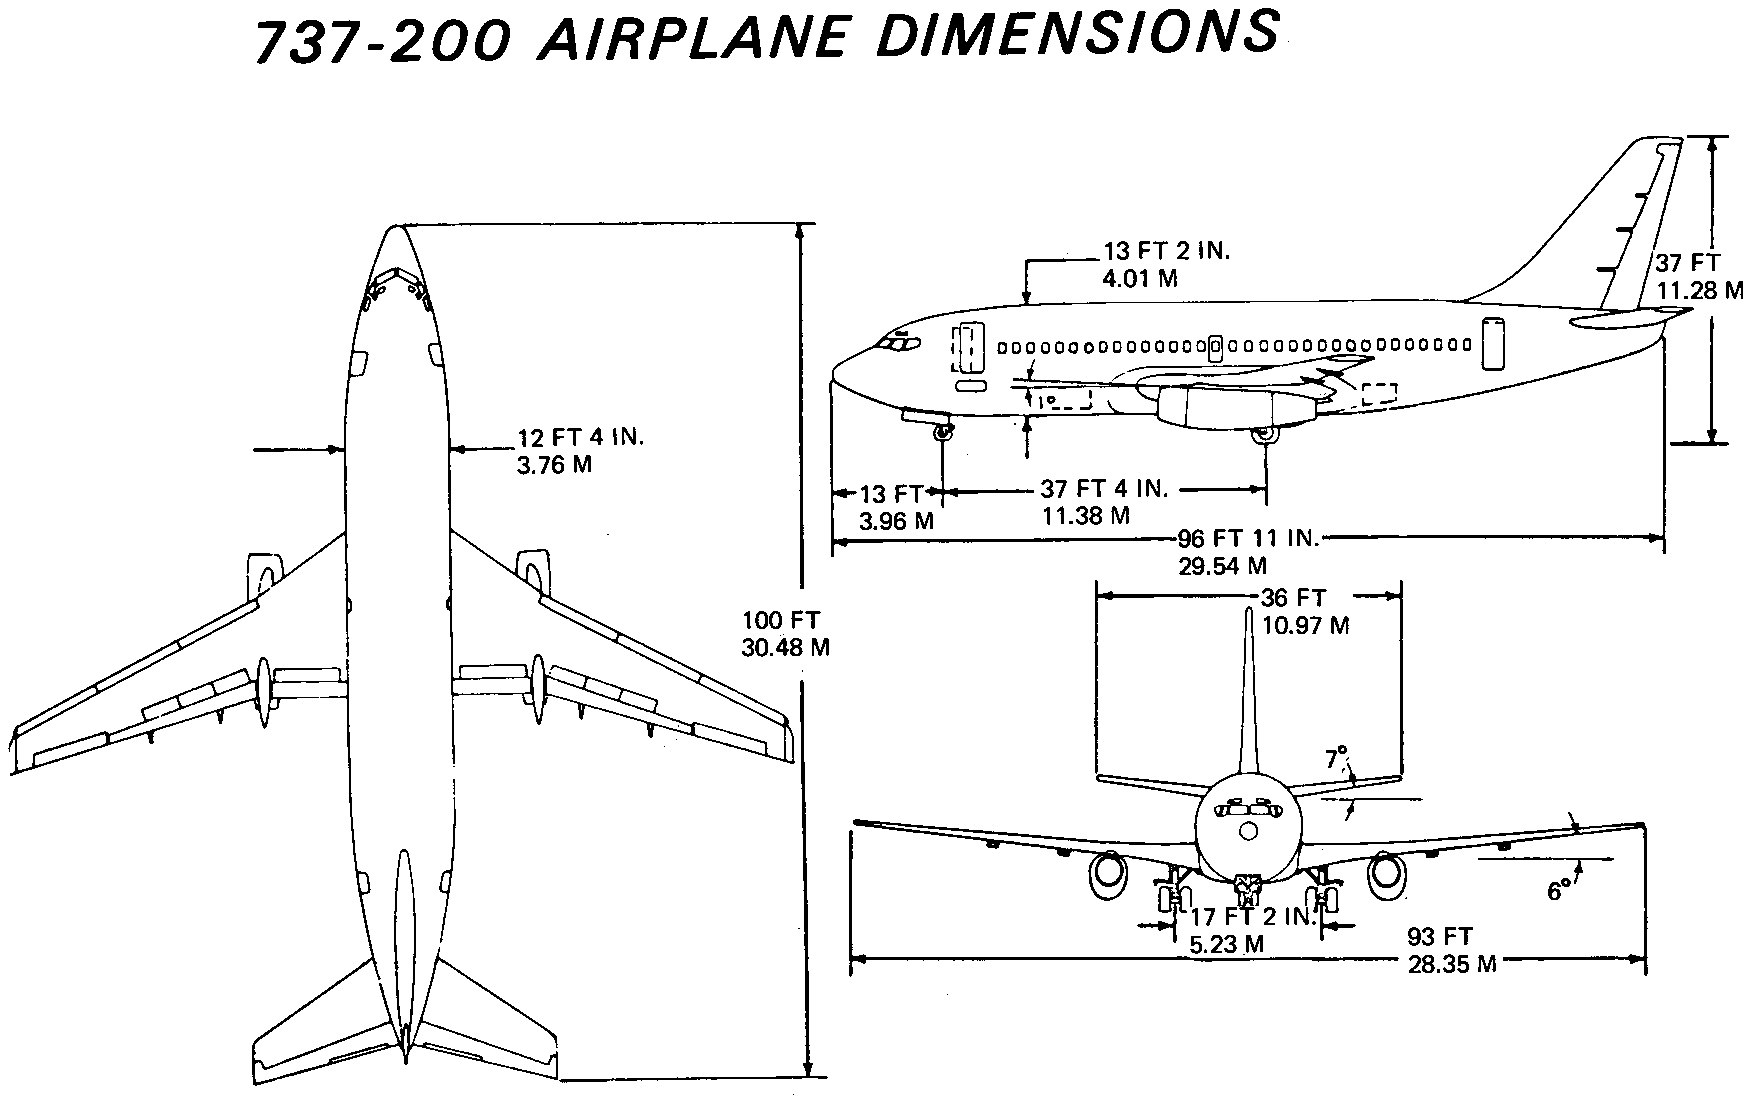 737-200 AIRPLANE DIMENSIONS
13 FT 2 IN.
4.01 M
37 FT
11.28 M
1°
12 FT 4 IN.
3.76 M
13 FT
3.96 M
37 FT 4 IN.
11.38 M
96 FT 11 IN.
29.54 M
100 FT
30.48 M
36 FT
10.97 M
7°
6°
17 FT 2 IN.
5.23 M
93 FT
28.35 M